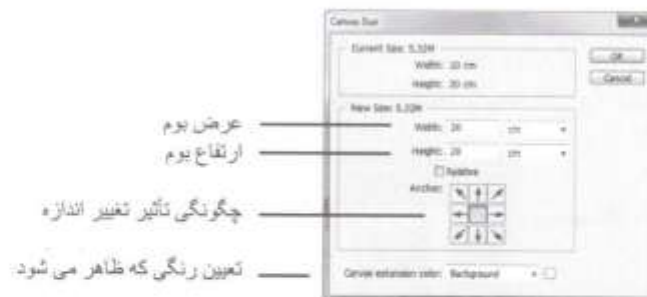 Canvas Size
Current Size: 5.32M
Width: 20 cm
Height: 20 cm
OK
Cancel
New Size: 5.32M
عرض بوم
Width: 20 cm
ارتفاع بوم
Height: 20 cm
Relative
چگونگی تأثیر تغییر اندازه
Anchor:
تعیین رنگی که ظاهر می شود
Canvas extension color: Background